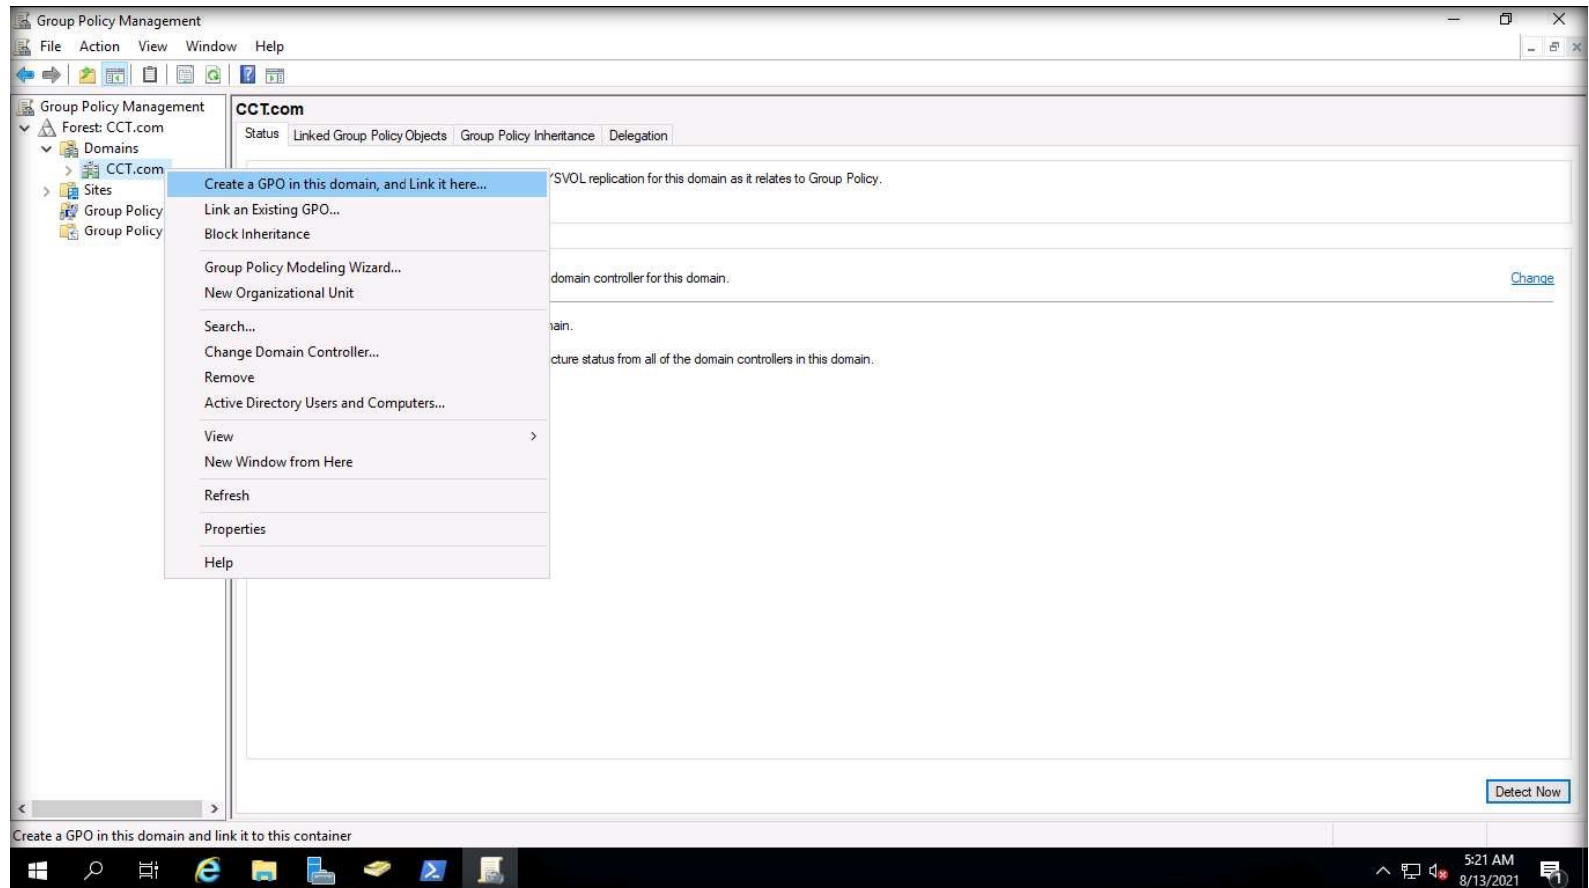 Group Policy Management
File Action View Window Help
Group Policy Management
Forest: CCT.com
Domains
CCT.com
Sites
Group Policy
Group Policy
CCT.com
Status Linked Group Policy Objects Group Policy Inheritance Delegation
SVOL replication for this domain as it relates to Group Policy.
domain controller for this domain.
Change
ain.
cture status from all of the domain controllers in this domain.
Create a GPO in this domain, and Link it here...
Link an Existing GPO...
Block Inheritance
Group Policy Modeling Wizard...
New Organizational Unit
Search...
Change Domain Controller...
Remove
Active Directory Users and Computers...
View
New Window from Here
Refresh
Properties
Help
Detect Now
Create a GPO in this domain and link it to this container
5:21 AM
8/13/2021
1